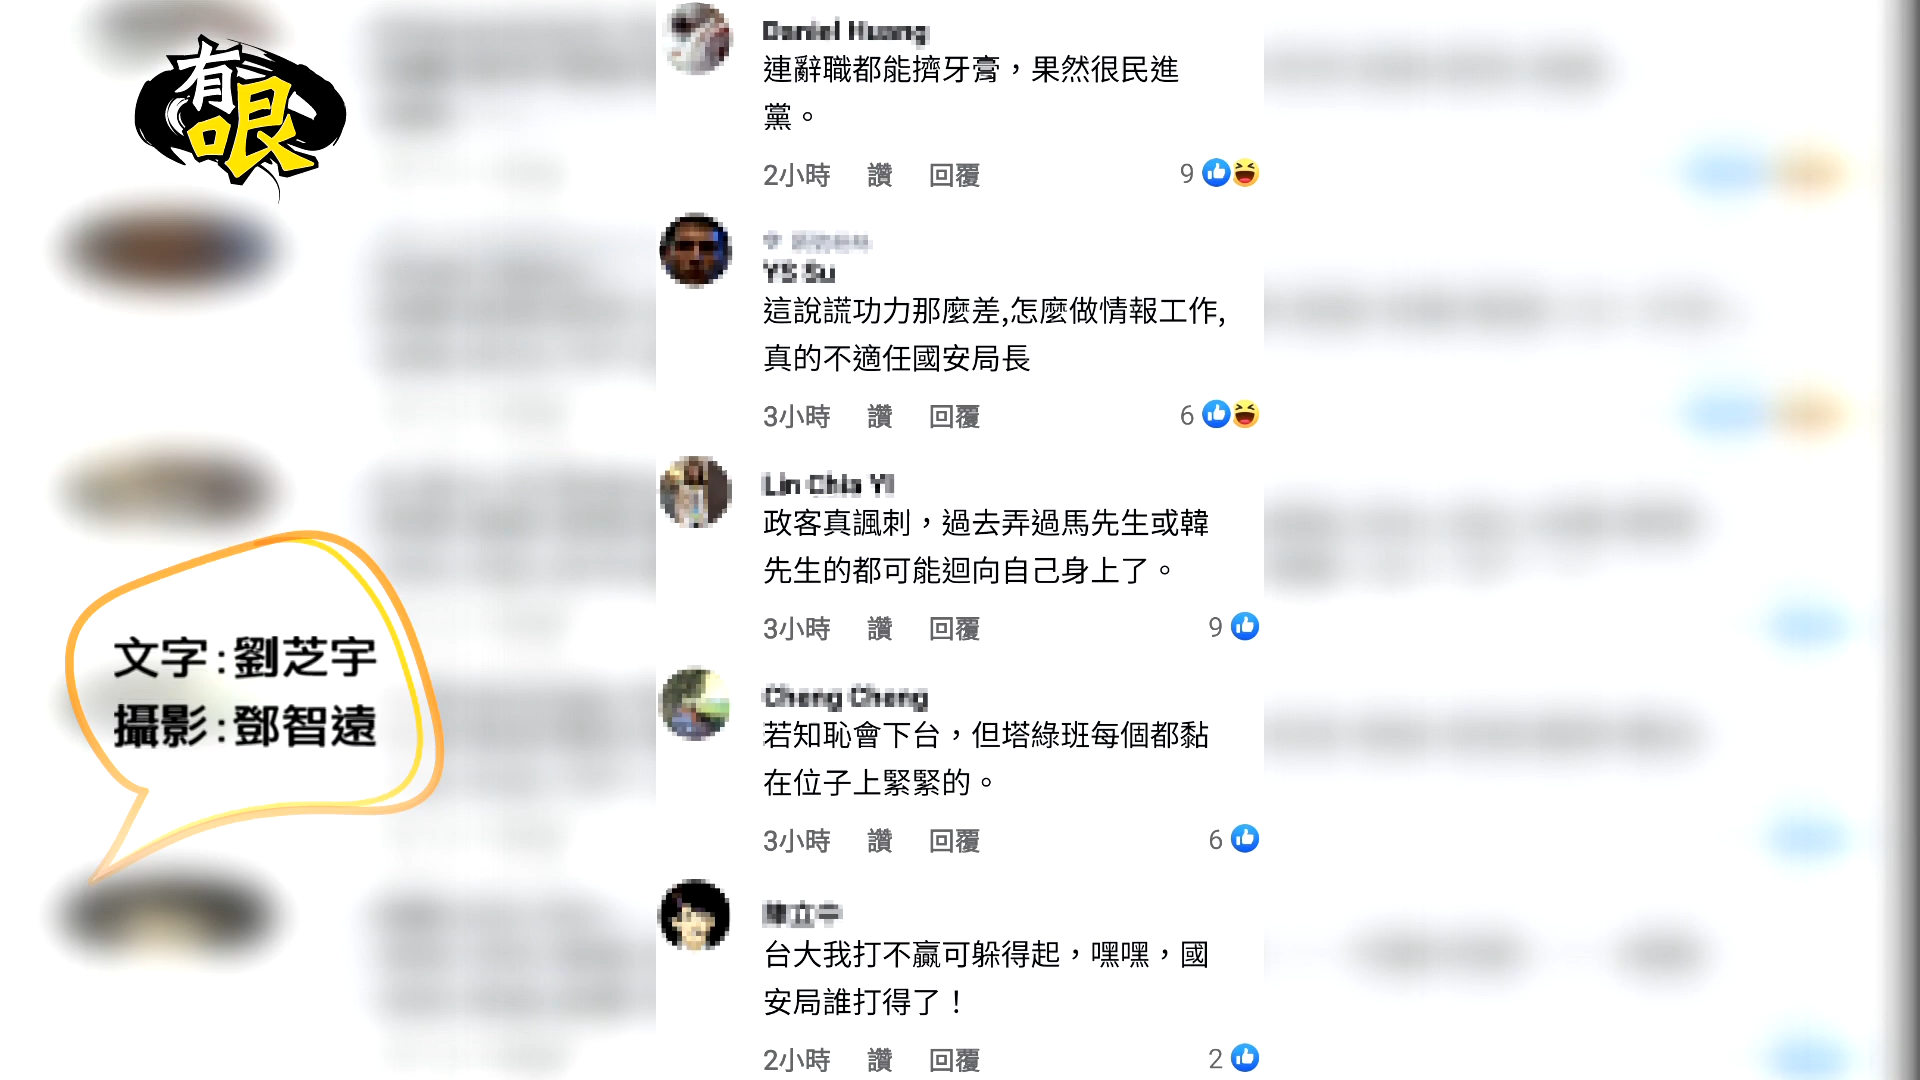 有哏
文字:劉芝宇
攝影:鄧智遠
Daniel Huang
連辭職都能擠牙膏，果然很民進
黨。
2小時 讚 回覆 9
YS Su
這說謊功力那麼差,怎麼做情報工作,
真的不適任國安局長
3小時 讚 回覆 6
Lin Chia Yi
政客真諷刺，過去弄過馬先生或韓
先生的都可能迴向自己身上了。
3小時 讚 回覆 9
Cheng Cheng
若知恥會下台，但塔綠班每個都黏
在位子上緊緊的。
3小時 讚 回覆 6
陳立中
台大我打不贏可躲得起，嘿嘿，國
安局誰打得了！
2小時 讚 回覆 2